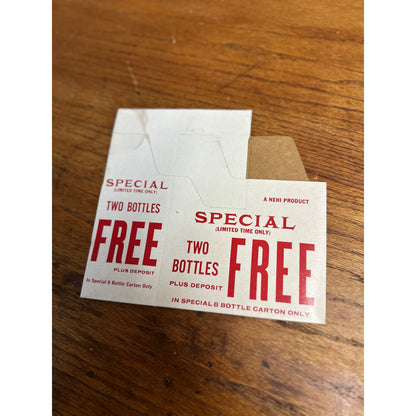 SPECIAL
(LIMITED TIME ONLY)
TWO BOTTLES
FREE
PLUS DEPOSIT
In Special 8 Bottle Carton Only
A NEHI PRODUCT
SPECIAL
(LIMITED TIME ONLY)
TWO
BOTTLES
FREE
PLUS DEPOSIT
IN SPECIAL 8 BOTTLE CARTON ONLY